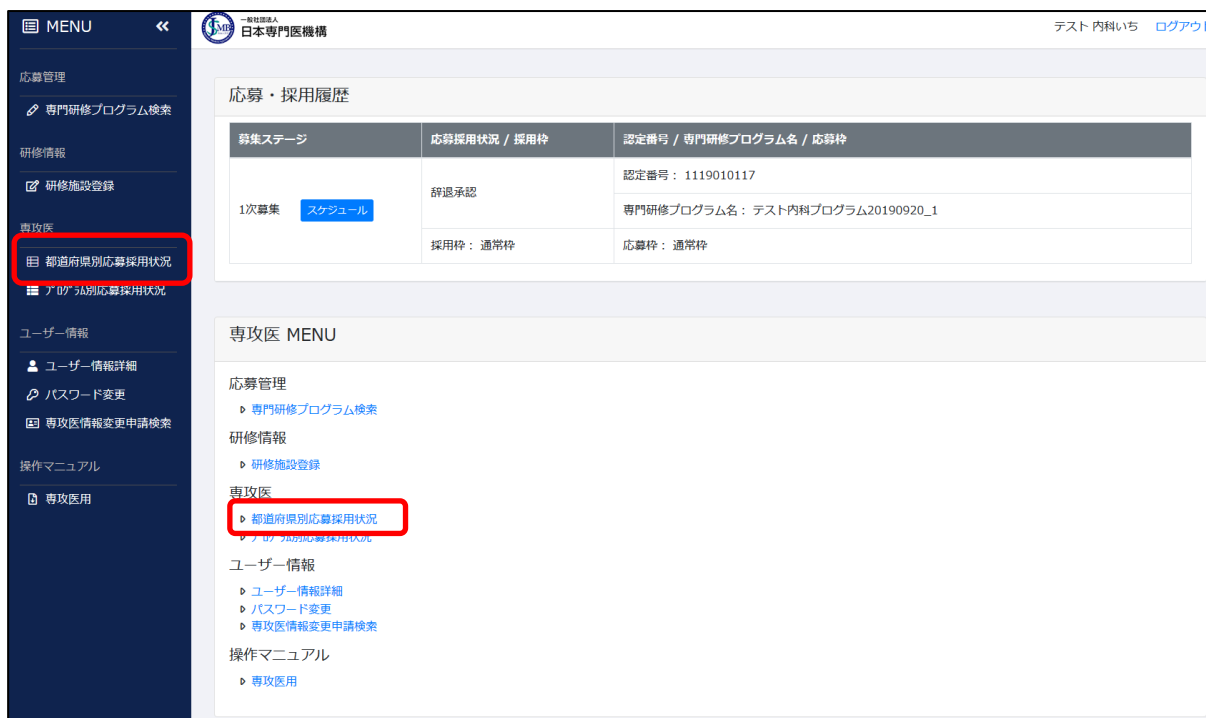 MENU
一般社団法人
日本専門医機構
テスト 内科いち ログアウト
応募管理
専門研修プログラム検索
研修情報
研修施設登録
専攻医
都道府県別応募採用状況
ﾌﾟﾛｸﾞﾗﾑ別応募採用状況
ユーザー情報
ユーザー情報詳細
パスワード変更
専攻医情報変更申請検索
操作マニュアル
専攻医用
応募・採用履歴
募集ステージ 応募採用状況 / 採用枠 認定番号 / 専門研修プログラム名 / 応募枠
1次募集 スケジュール
辞退承認
認定番号： 1119010117
専門研修プログラム名： テスト内科プログラム20190920_1
採用枠： 通常枠 応募枠： 通常枠
専攻医 MENU
応募管理
専門研修プログラム検索
研修情報
研修施設登録
専攻医
都道府県別応募採用状況
ﾌﾟﾛｸﾞﾗﾑ別応募採用状況
ユーザー情報
ユーザー情報詳細
パスワード変更
専攻医情報変更申請検索
操作マニュアル
専攻医用